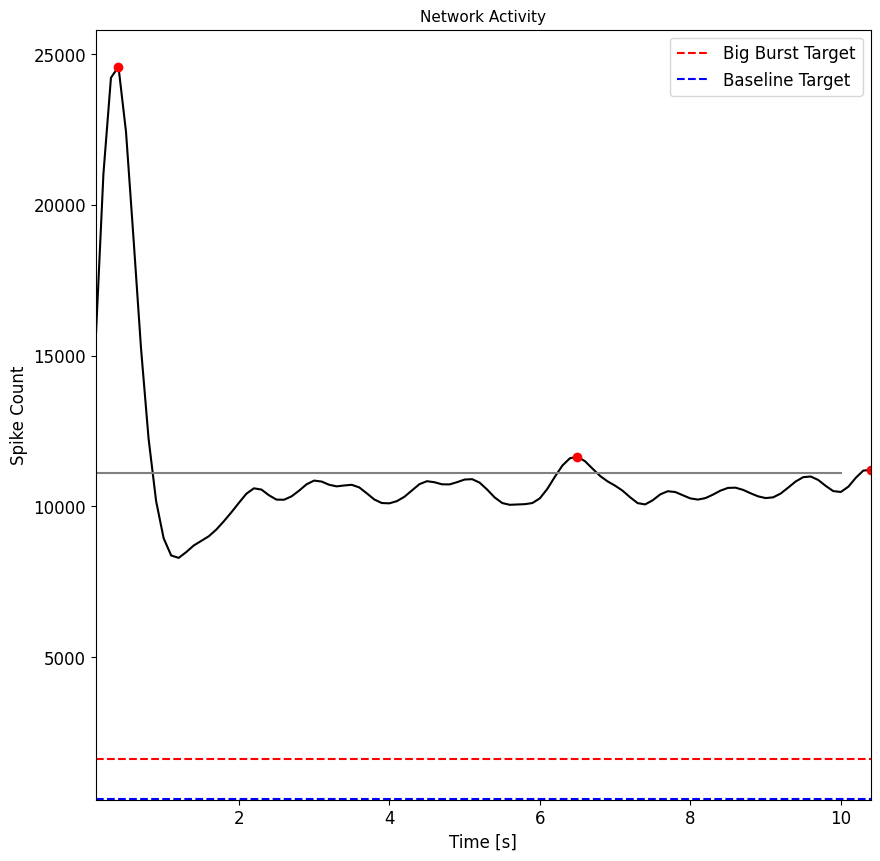 Network Activity
Big Burst Target
Baseline Target
25000
20000
15000
10000
5000
Spike Count
2 4 6 8 10
Time [s]